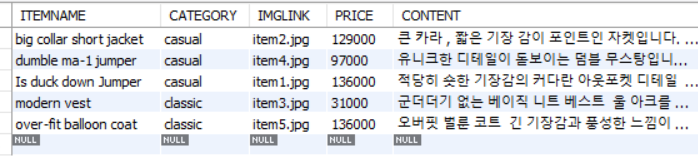 ITEMNAME CATEGORY IMGLINK PRICE CONTENT
big collar short jacket casual item2.jpg 129000 큰 카라 , 짧은 기장 감이 포인트인 자켓입니다. ...
dumble ma-1 jumper casual item4.jpg 97000 유니크한 디테일이 돋보이는 덤블 무스탕입니...
Is duck down Jumper casual item1.jpg 136000 적당히 숏한 기장감의 커다란 아웃포켓 디테일 ...
modern vest classic item3.jpg 31000 군더더기 없는 베이직 니트 베스트 울 아크를 ...
over-fit balloon coat classic item5.jpg 136000 오버핏 벌룬 코트 긴 기장감과 풍성한 느낌이 ...
NULL NULL NULL NULL NULL